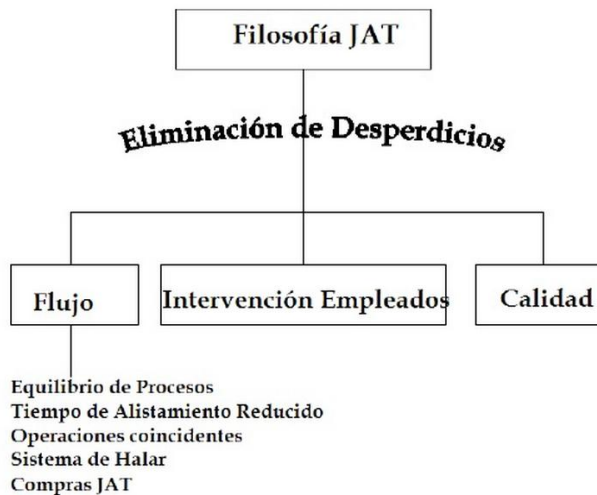 Filosofía JAT
Eliminación de Desperdicios
Flujo
Intervención Empleados
Calidad
Equilibrio de Procesos
Tiempo de Alistamiento Reducido
Operaciones coincidentes
Sistema de Halar
Compras JAT